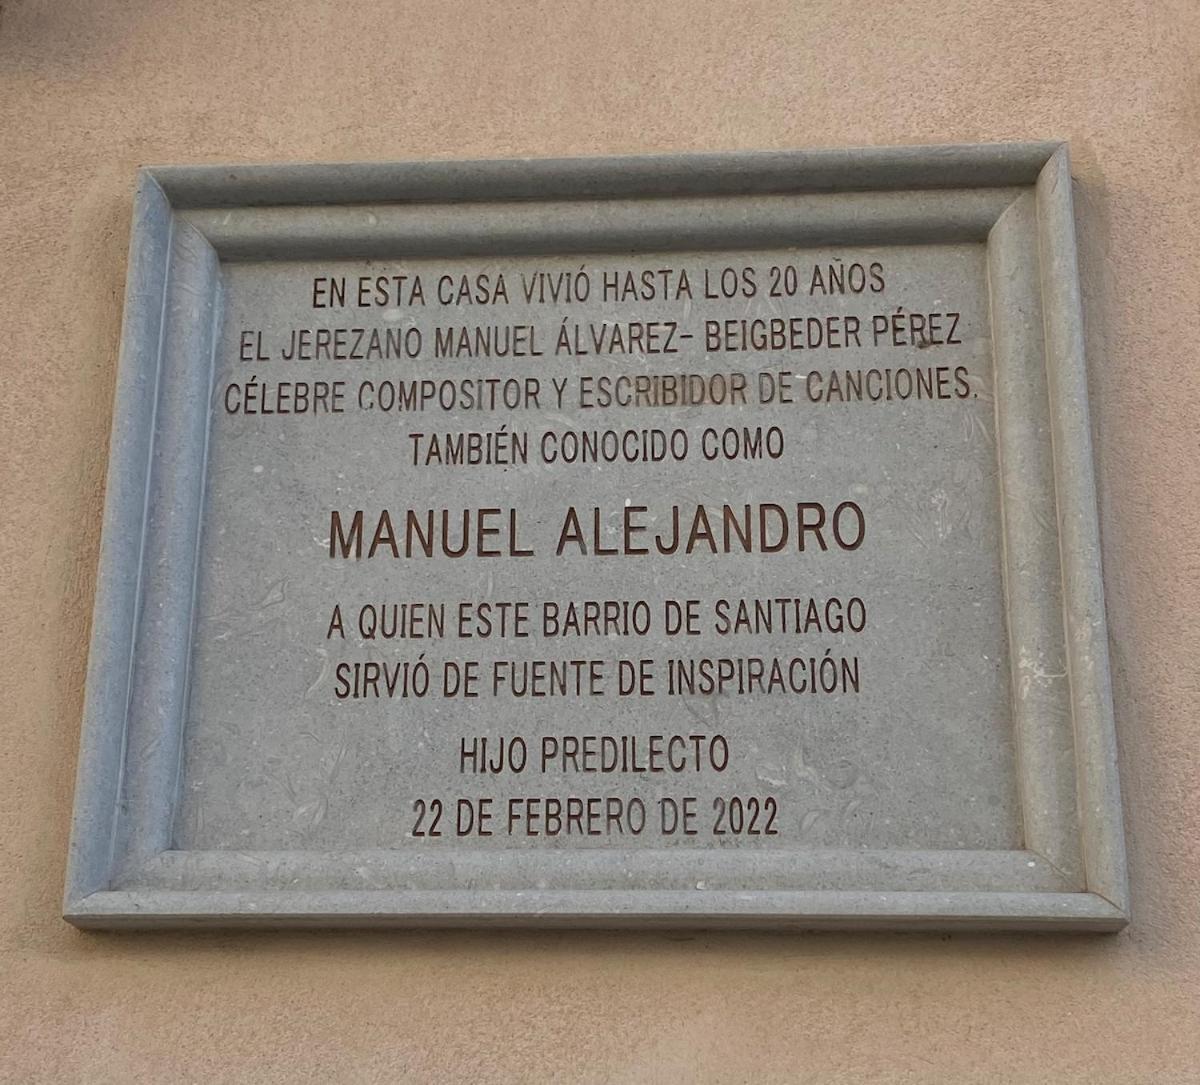 EN ESTA CASA VIVIÓ HASTA LOS 20 AÑOS
EL JEREZANO MANUEL ÁLVAREZ- BEIGBEDER PÉREZ
CÉLEBRE COMPOSITOR Y ESCRIBIDOR DE CANCIONES.
TAMBIÉN CONOCIDO COMO
MANUEL ALEJANDRO
A QUIEN ESTE BARRIO DE SANTIAGO
SIRVIÓ DE FUENTE DE INSPIRACIÓN
HIJO PREDILECTO
22 DE FEBRERO DE 2022